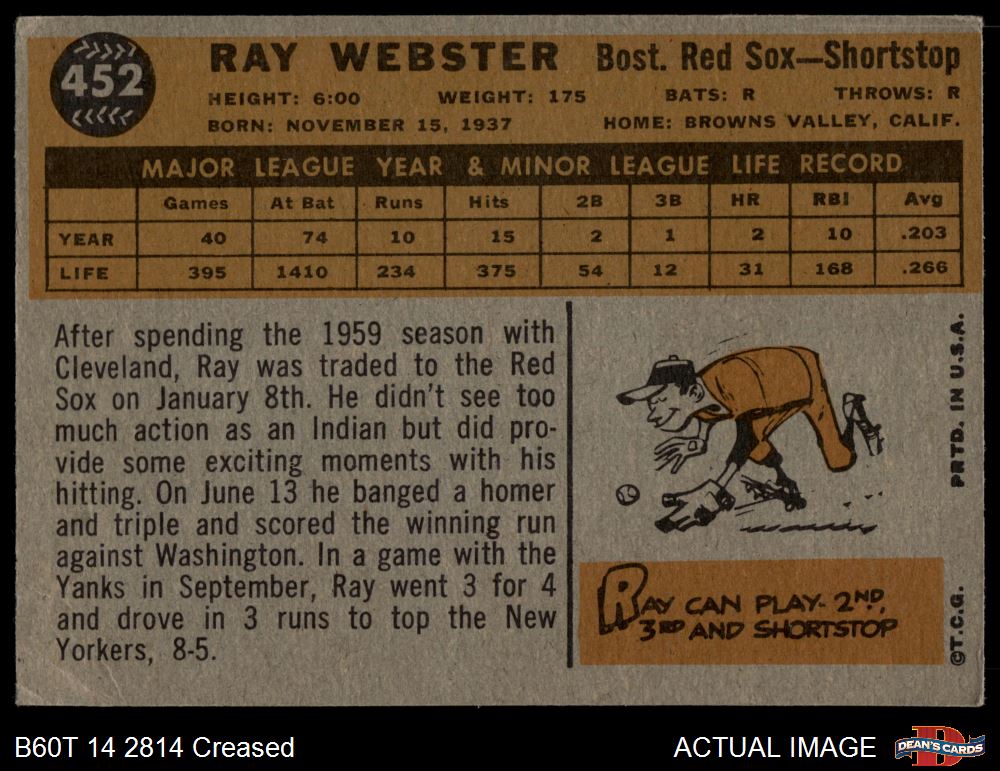 452
RAY WEBSTER Bost. Red Sox—Shortstop
HEIGHT: 6:00 WEIGHT: 175 BATS: R THROWS: R
BORN: NOVEMBER 15, 1937 HOME: BROWNS VALLEY, CALIF.
MAJOR LEAGUE YEAR & MINOR LEAGUE LIFE RECORD
Games At Bat Runs Hits 2B 3B HR RBI Avg
YEAR 40 74 10 15 2 1 2 10 .203
LIFE 395 1410 234 375 54 12 31 168 .266
After spending the 1959 season with
Cleveland, Ray was traded to the Red
Sox on January 8th. He didn't see too
much action as an Indian but did pro-
vide some exciting moments with his
hitting. On June 13 he banged a homer
and triple and scored the winning run
against Washington. In a game with the
Yanks in September, Ray went 3 for 4
and drove in 3 runs to top the New
Yorkers, 8-5.
RAY CAN PLAY- 2ND,
3RD AND SHORTSTOP
©T.C.G. PRTD. IN U.S.A.
B60T 14 2814 Creased ACTUAL IMAGE
DEAN'S CARDS